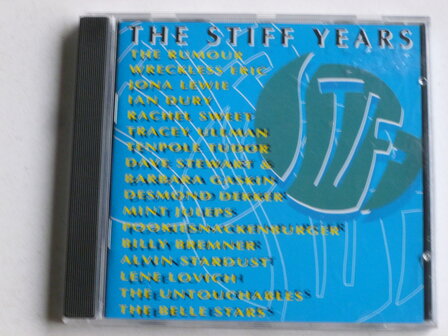 THE STIFF YEARS
THE RUMOUR
WRECKLESS ERIC
JONA LEWIE
IAN DURY
RACHEL SWEET
TRACEY ULLMAN
TENPOLE TUDOR
DAVE STEWART &
BARBARA GASKIN
DESMOND DEKKER
MINT JULEPS
POOKIESNACKENBURGER
BILLY BREMNER
ALVIN STARDUST
LENE LOVICH
THE UNTOUCHABLES
THE BELLE STARS